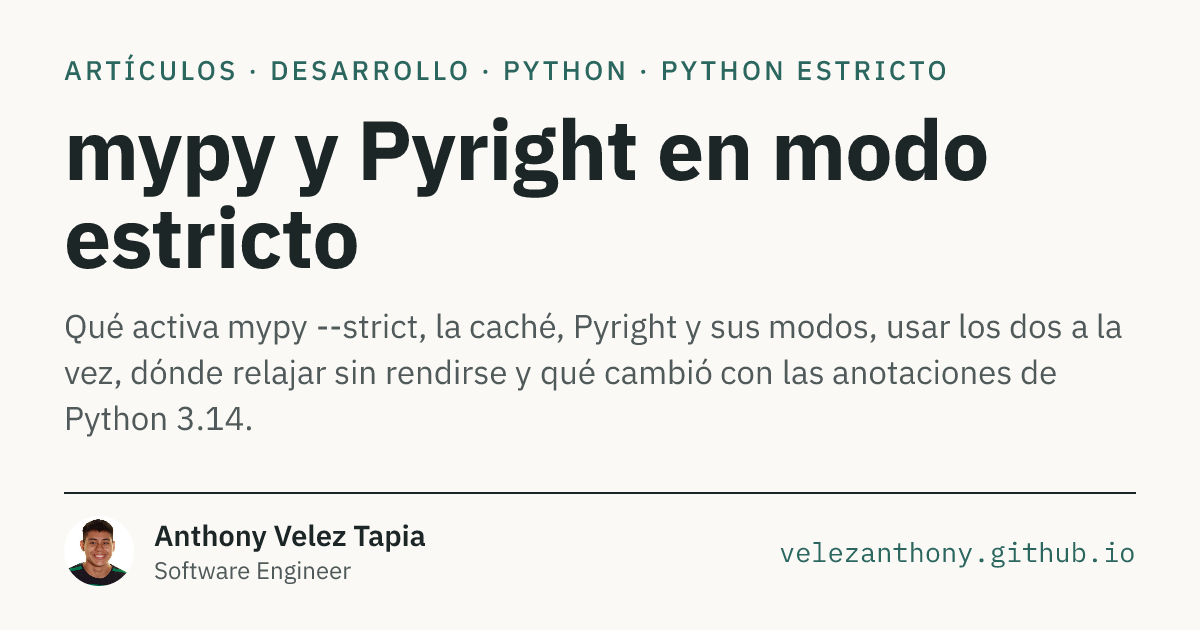 ARTÍCULOS · DESARROLLO · PYTHON · PYTHON ESTRICTO
mypy y Pyright en modo
estricto
Qué activa mypy --strict, la caché, Pyright y sus modos, usar los dos a la
vez, dónde relajar sin rendirse y qué cambió con las anotaciones de
Python 3.14.
Anthony Velez Tapia
Software Engineer
velezanthony.github.io